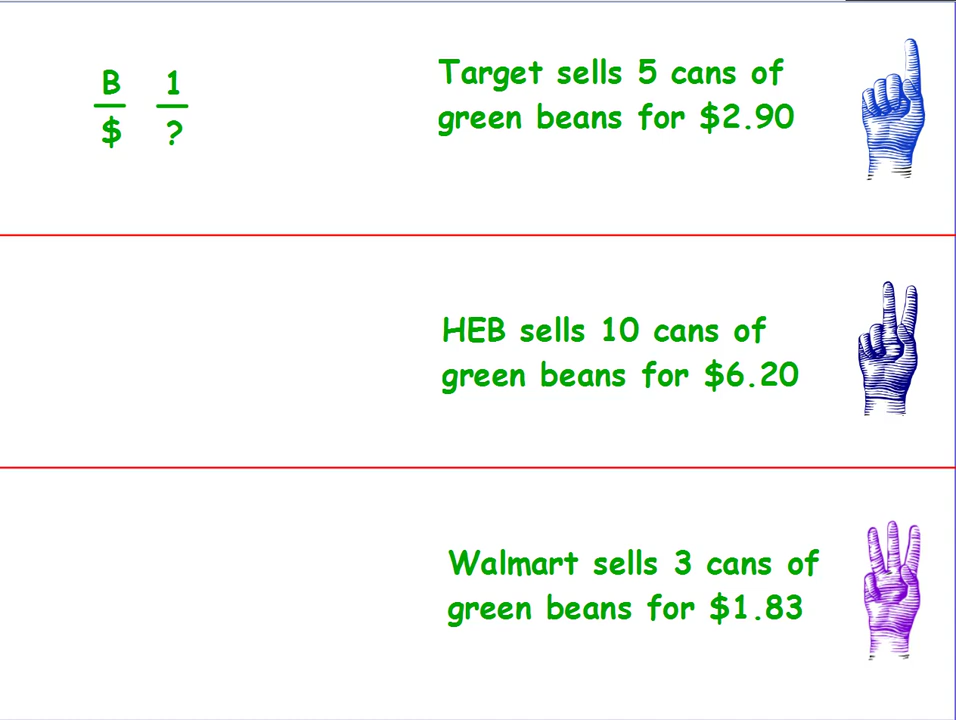 B 1
$ ?
Target sells 5 cans of
green beans for $2.90
HEB sells 10 cans of
green beans for $6.20
Walmart sells 3 cans of
green beans for $1.83